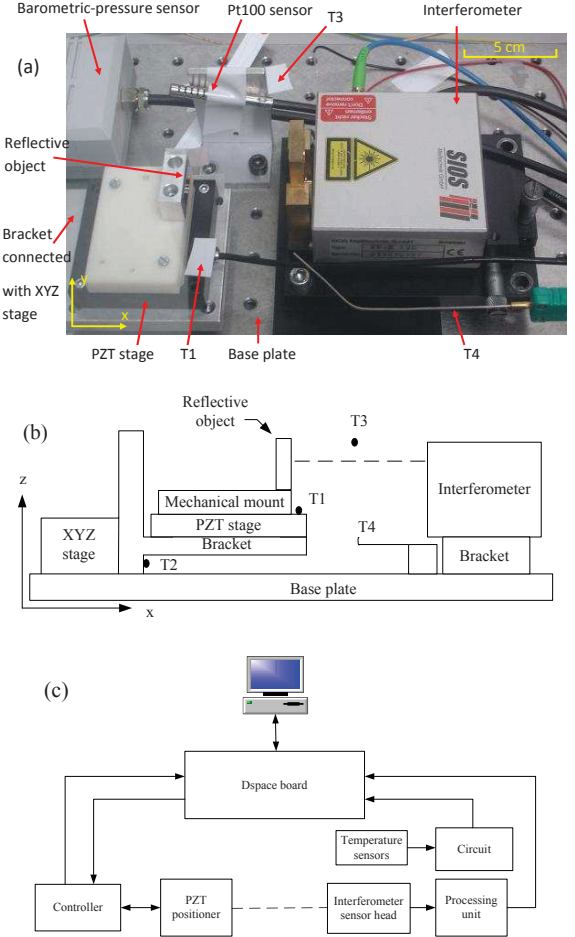 Barometric-pressure sensor
Pt100 sensor
T3
Interferometer
(a)
5 cm
Reflective
object
SIOS
Bracket
connected
with XYZ
stage
y
x
PZT stage
T1
Base plate
T4
(b)
Reflective
object
T3
z
Mechanical mount
T1
Interferometer
XYZ
stage
PZT stage
T4
Bracket
Bracket
T2
Base plate
x
(c)
Dspace board
Temperature
sensors
Circuit
Controller
PZT
positioner
Interferometer
sensor head
Processing
unit